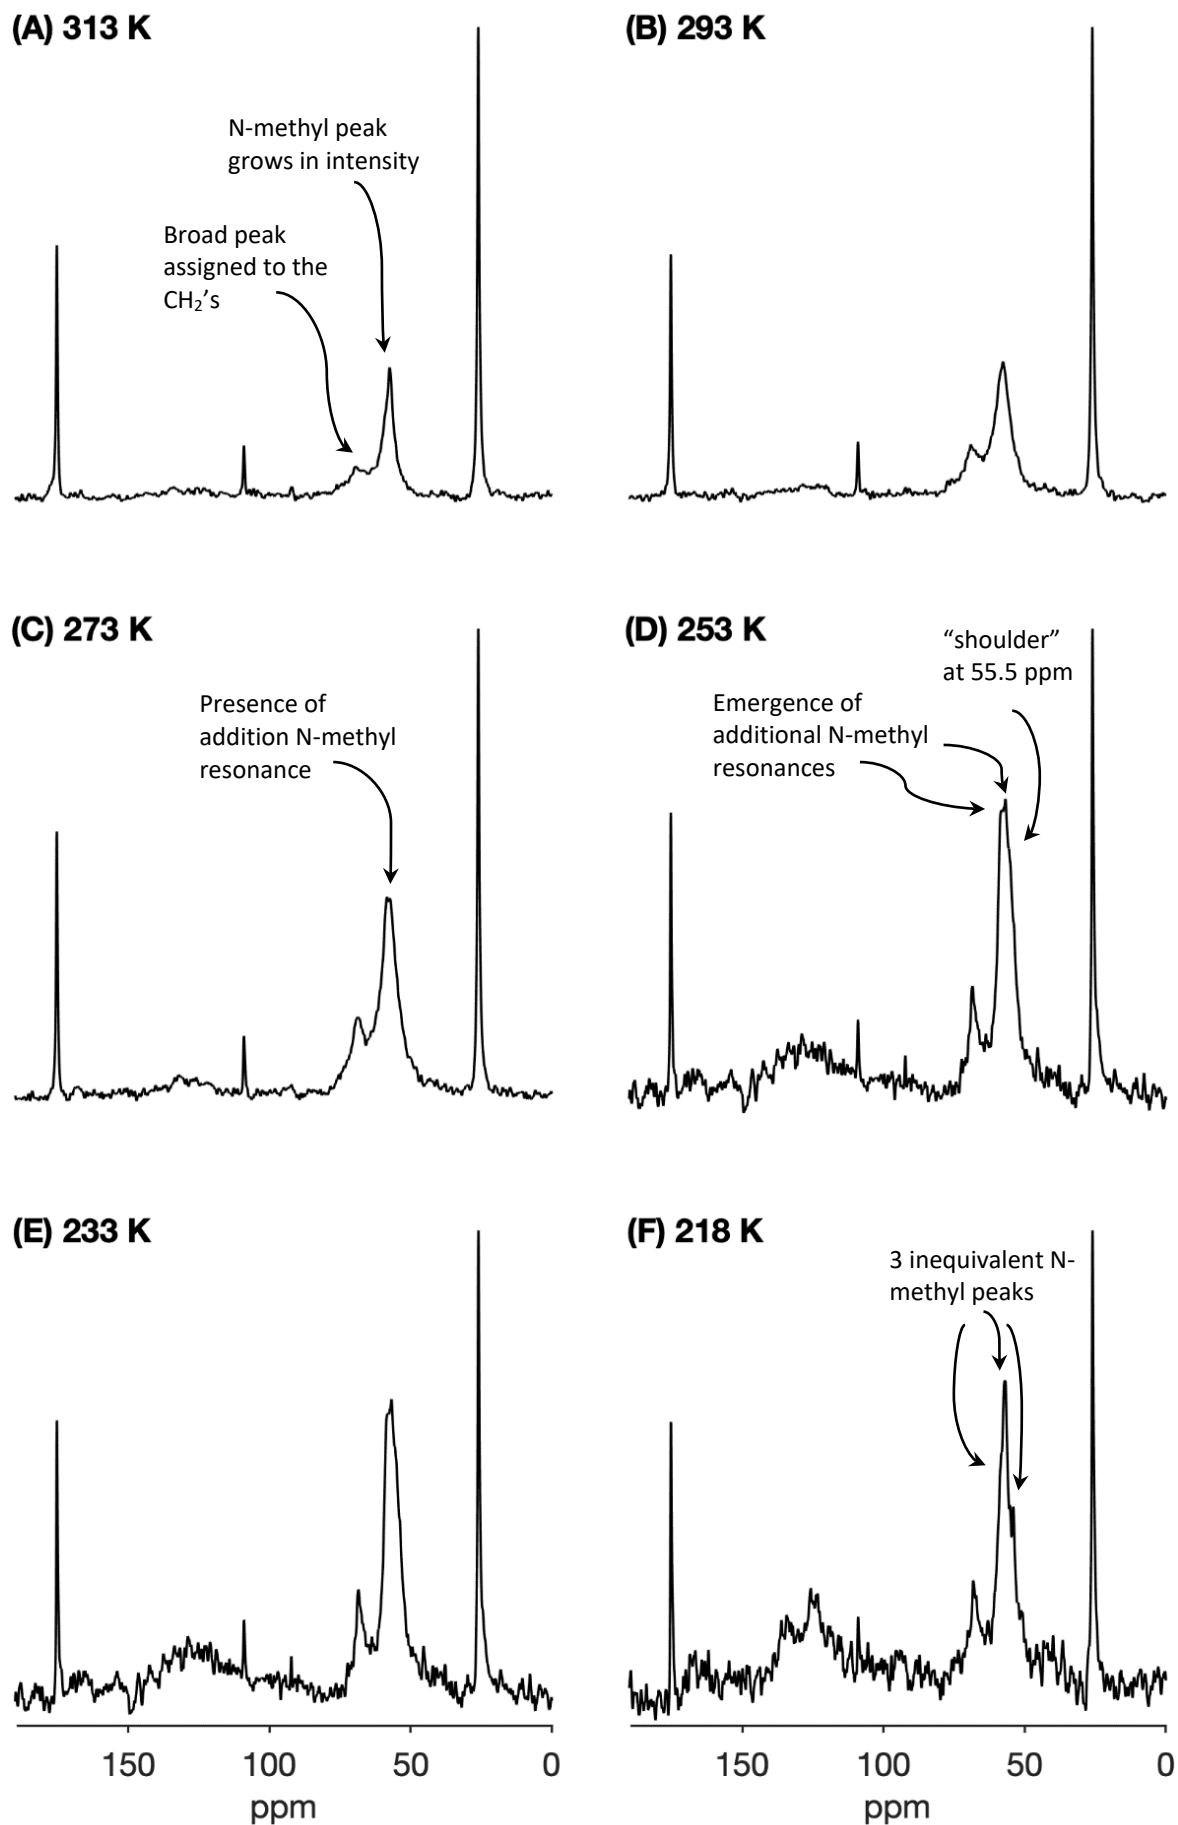 (A) 313 K
(B) 293 K
N-methyl peak
grows in intensity
Broad peak
assigned to the
CH₂'s
(C) 273 K
(D) 253 K
Presence of
addition N-methyl
resonance
"shoulder"
at 55.5 ppm
Emergence of
additional N-methyl
resonances
(E) 233 K
(F) 218 K
3 inequivalent N-
methyl peaks
150 100 50 0
ppm
150 100 50 0
ppm